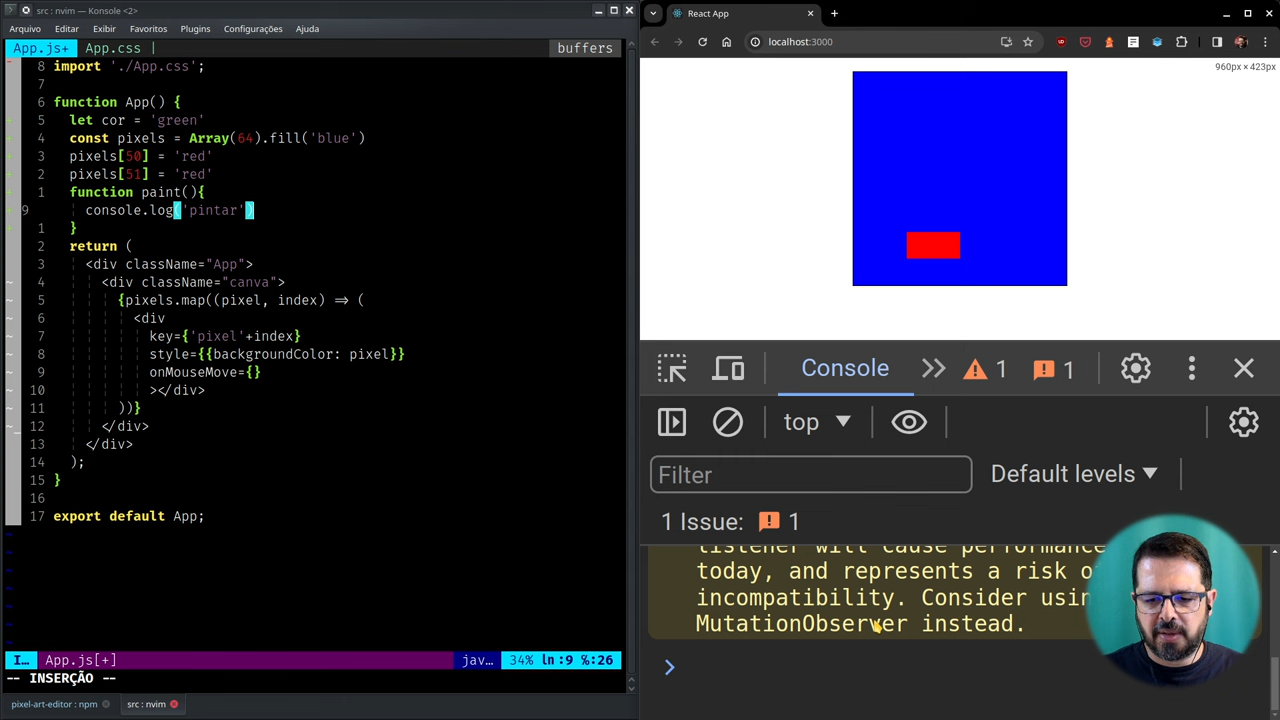 src : nvim - Konsole <2>
Arquivo Editar Exibir Favoritos Plugins Configurações Ajuda
App.js+ App.css | buffers
8 import './App.css';
7
6 function App() {
5 let cor = 'green'
4 const pixels = Array(64).fill('blue')
3 pixels[50] = 'red'
2 pixels[51] = 'red'
1 function paint(){
9 console.log('pintar')
1 }
2 return (
3 <div className="App">
4 <div className="canva">
5 {pixels.map((pixel, index) => (
6 <div
7 key={'pixel'+index}
8 style={{backgroundColor: pixel}}
9 onMouseMove={}
10 ></div>
11 ))}
12 </div>
13 </div>
14 );
15 }
16
17 export default App;
I... App.js[+] jav... 34% ln:9 %:26
-- INSERÇÃO --
pixel-art-editor : npm src : nvim
React App
localhost:3000
960px × 423px
Console 1 1
top
Filter Default levels
1 Issue: 1
listener will cause performance
today, and represents a risk o
incompatibility. Consider usin
MutationObserver instead.